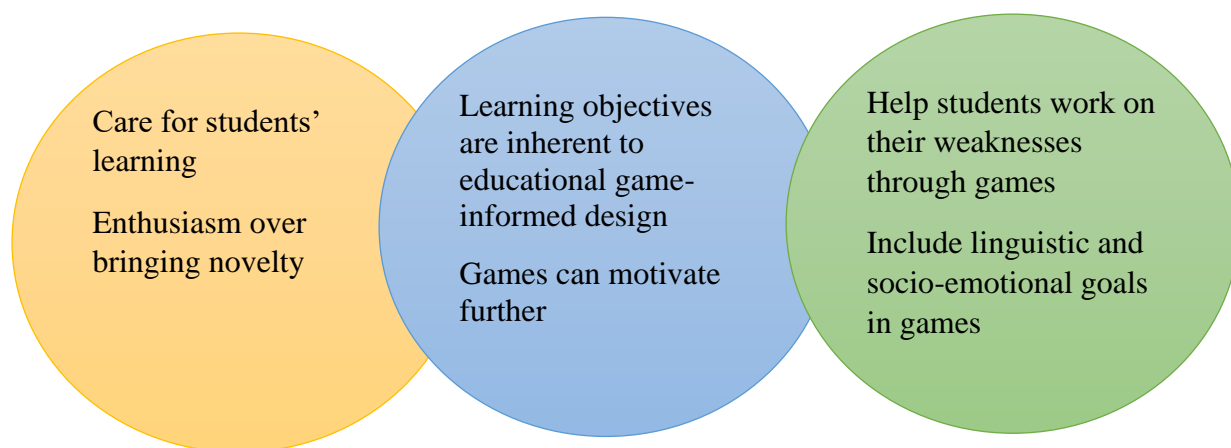 Care for students’
learning
Enthusiasm over
bringing novelty
Learning objectives
are inherent to
educational game-
informed design
Games can motivate
further
Help students work on
their weaknesses
through games
Include linguistic and
socio-emotional goals
in games